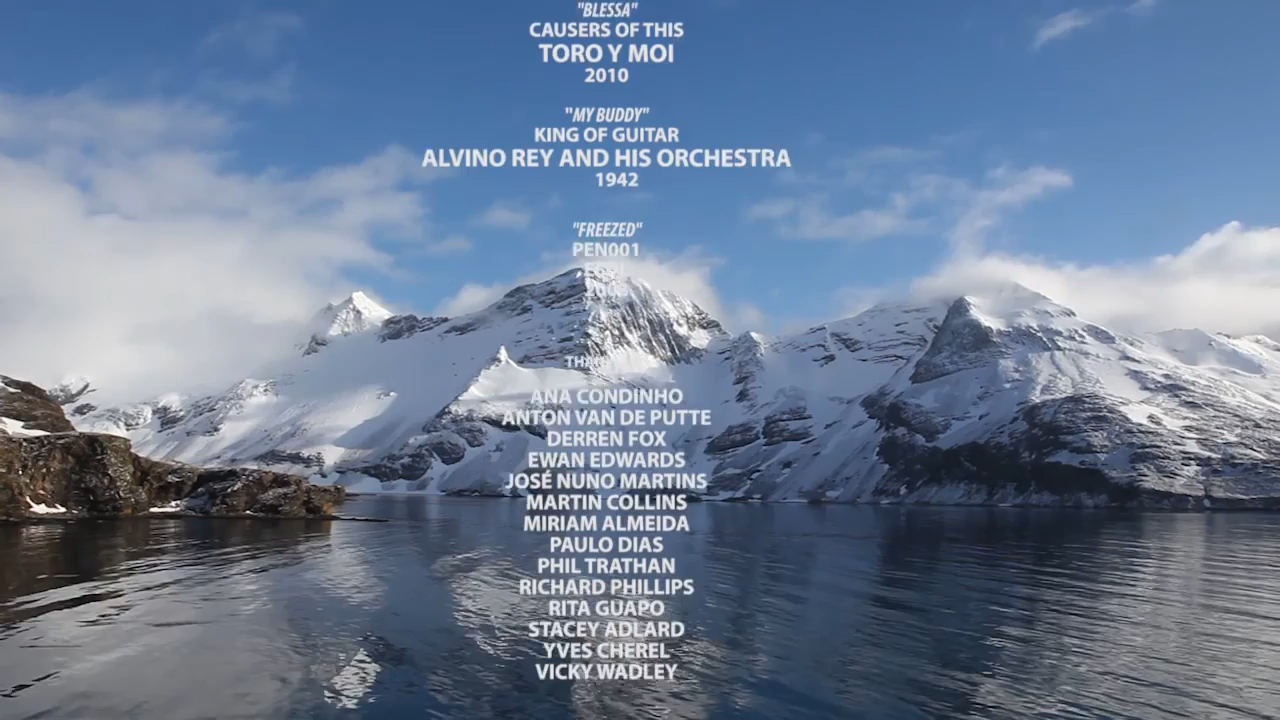 "BLESSA"
CAUSERS OF THIS
TORO Y MOI
2010
"MY BUDDY"
KING OF GUITAR
ALVINO REY AND HIS ORCHESTRA
1942
"FREEZED"
PEN001
ANA CONDINHO
ANTON VAN DE PUTTE
DERREN FOX
EWAN EDWARDS
JOSÉ NUNO MARTINS
MARTIN COLLINS
MIRIAM ALMEIDA
PAULO DIAS
PHIL TRATHAN
RICHARD PHILLIPS
RITA GUAPO
STACEY ADLARD
YVES CHEREL
VICKY WADLEY